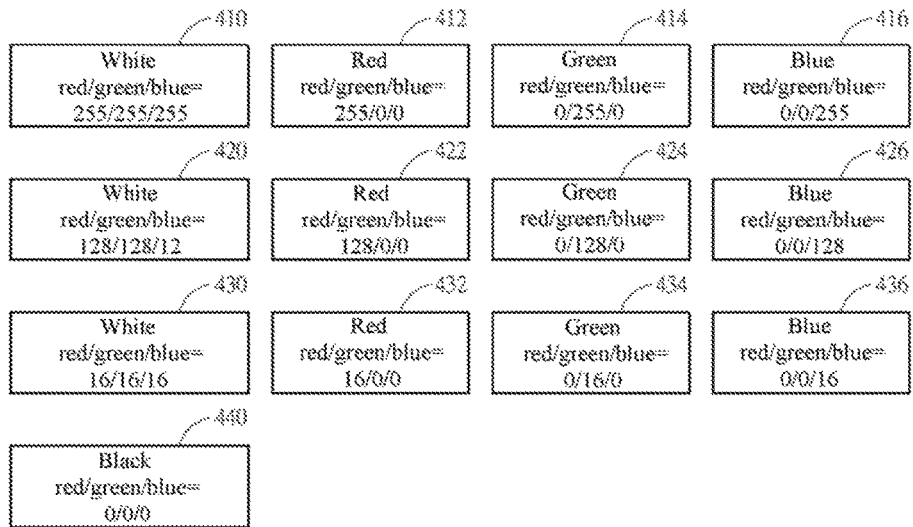 410
White
red/green/blue=
255/255/255
412
Red
red/green/blue=
255/0/0
414
Green
red/green/blue=
0/255/0
416
Blue
red/green/blue=
0/0/255
420
White
red/green/blue=
128/128/12
422
Red
red/green/blue=
128/0/0
424
Green
red/green/blue=
0/128/0
426
Blue
red/green/blue=
0/0/128
430
White
red/green/blue=
16/16/16
432
Red
red/green/blue=
16/0/0
434
Green
red/green/blue=
0/16/0
436
Blue
red/green/blue=
0/0/16
440
Black
red/green/blue=
0/0/0